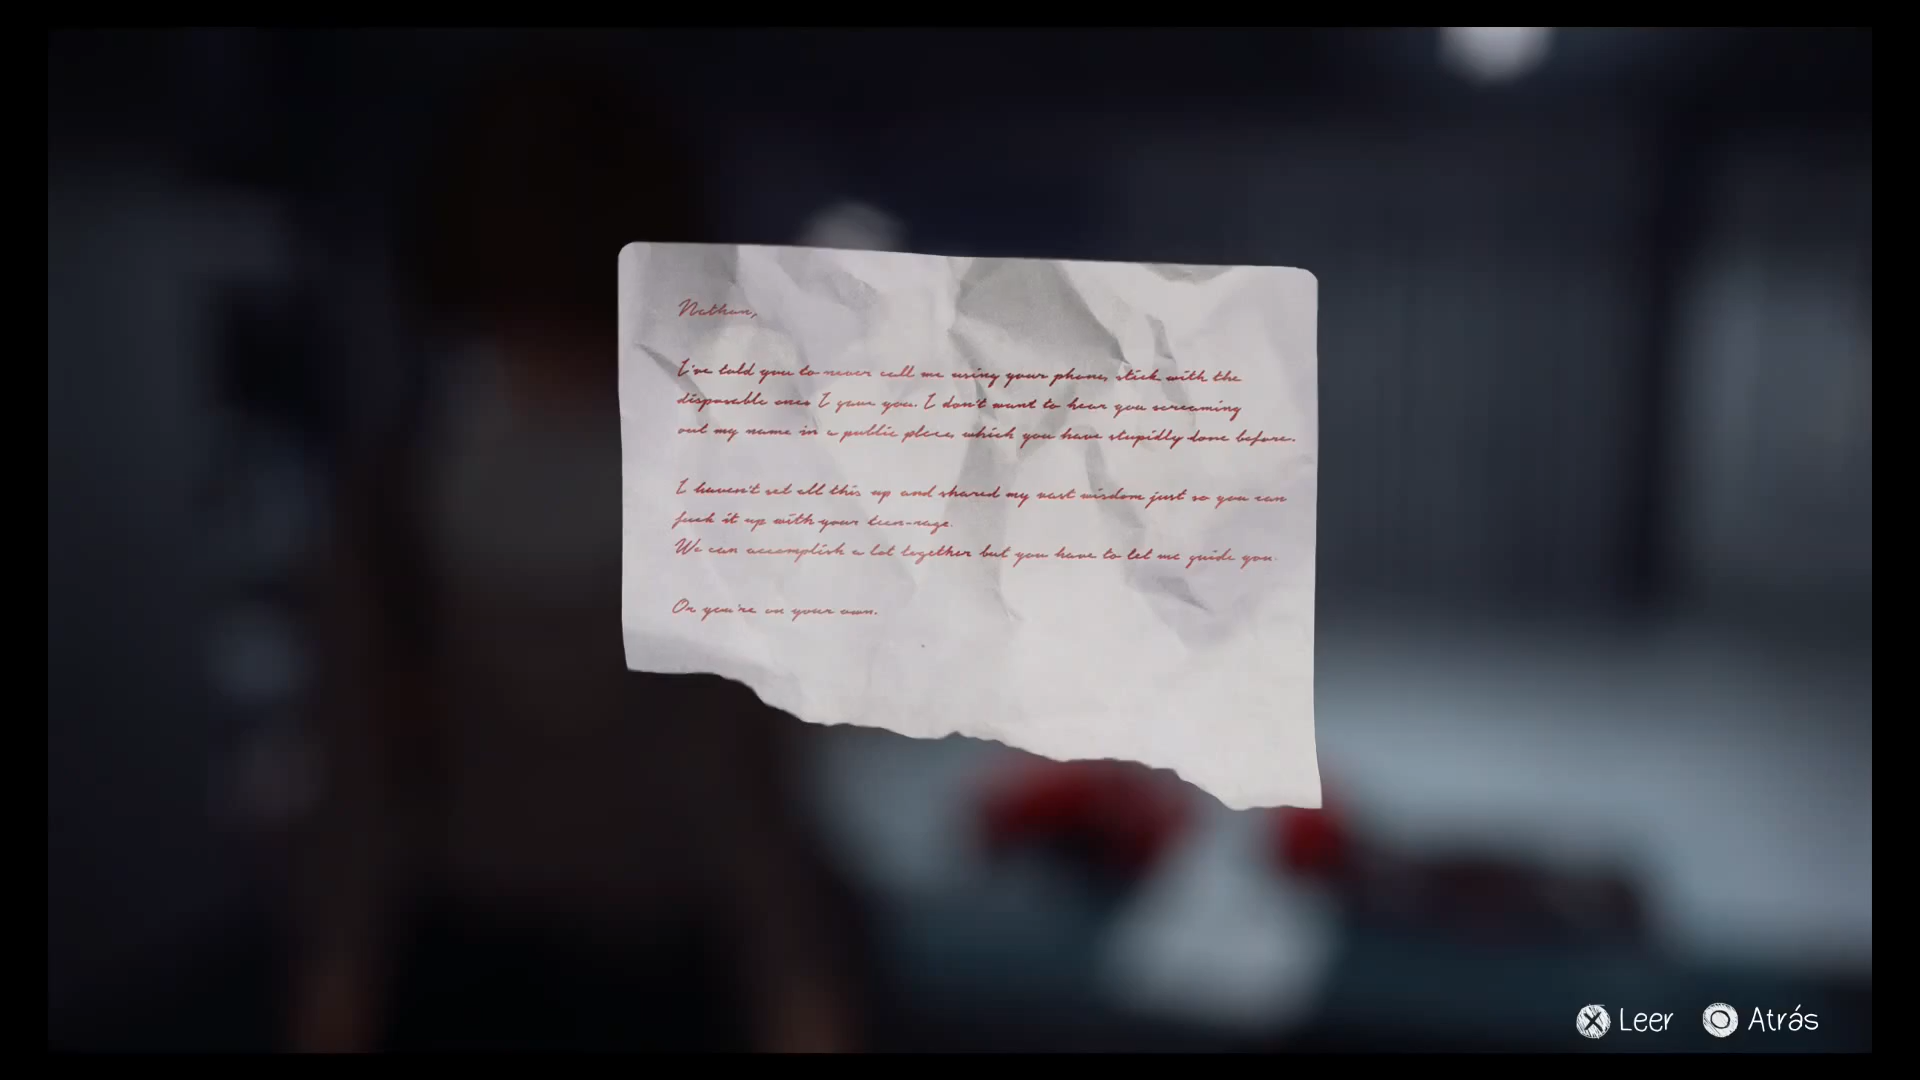 Nathan,
I've told you to never call me using your phone, stick with the
disposable ones I gave you. I don't want to hear you screaming
out my name in a public place, which you have stupidly done before.
I haven't set all this up and shared my vast wisdom just so you can
fuck it up with your teen-rage.
We can accomplish a lot together but you have to let me guide you.
Or you're on your own.
Leer Atrás